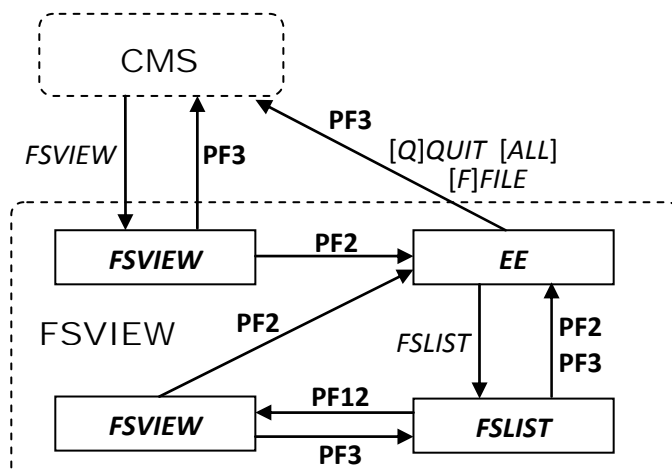 CMS
PF3
FSVIEW
PF3
[Q]QUIT [ALL]
[F]FILE
FSVIEW
PF2
EE
FSVIEW
PF2
FSLIST
PF2
PF3
FSVIEW
PF12
PF3
FSLIST